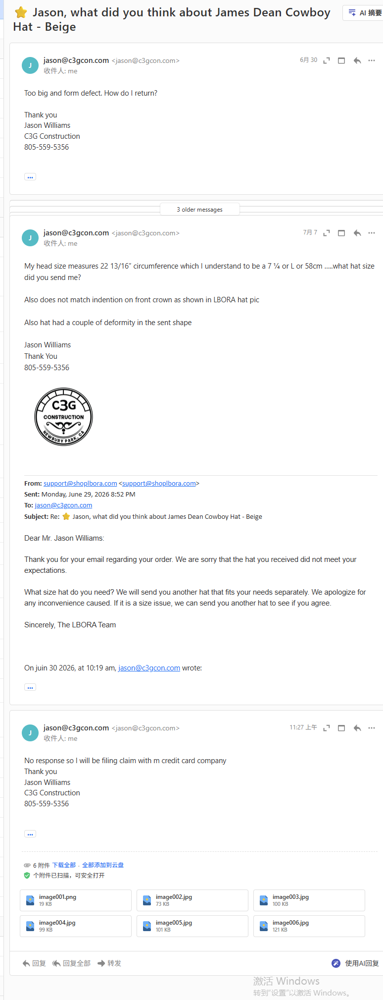 ⭐ Jason, what did you think about James Dean Cowboy
Hat - Beige
AI 摘要
J
jason@c3gcon.com <jason@c3gcon.com>
6月 30
收件人: me
Too big and form defect. How do I return?
Thank you
Jason Williams
C3G Construction
805-559-5356
...
3 older messages
J
jason@c3gcon.com <jason@c3gcon.com>
7月 7
收件人: me
My head size measures 22 13/16” circumference which I understand to be a 7 ¼ or L or 58cm .....what hat size
did you send me?
Also does not match indention on front crown as shown in LBORA hat pic
Also hat had a couple of deformity in the sent shape
Jason Williams
Thank You
805-559-5356
C3G
CONSTRUCTION
NEWBURY PARK, CA
From: support@shoplbora.com <support@shoplbora.com>
Sent: Monday, June 29, 2026 8:52 PM
To: jason@c3gcon.com
Subject: Re: ⭐ Jason, what did you think about James Dean Cowboy Hat - Beige
Dear Mr. Jason Williams:
Thank you for your email regarding your order. We are sorry that the hat you received did not meet your
expectations.
What size hat do you need? We will send you another hat that fits your needs separately. We apologize for
any inconvenience caused. If it is a size issue, we can send you another hat to see if you agree.
Sincerely, The LBORA Team
On juin 30 2026, at 10:19 am, jason@c3gcon.com wrote:
...
J
jason@c3gcon.com <jason@c3gcon.com>
11:27 上午
收件人: me
No response so I will be filing claim with m credit card company
Thank you
Jason Williams
C3G Construction
805-559-5356
...
6 附件 下载全部 · 全部添加到云盘
个附件已扫描，可安全打开
image001.png
19 KB
image002.jpg
73 KB
image003.jpg
100 KB
image004.jpg
99 KB
image005.jpg
101 KB
image006.jpg
121 KB
回复 回复全部 转发 使用AI回复
激活 Windows
转到"设置"以激活 Windows。